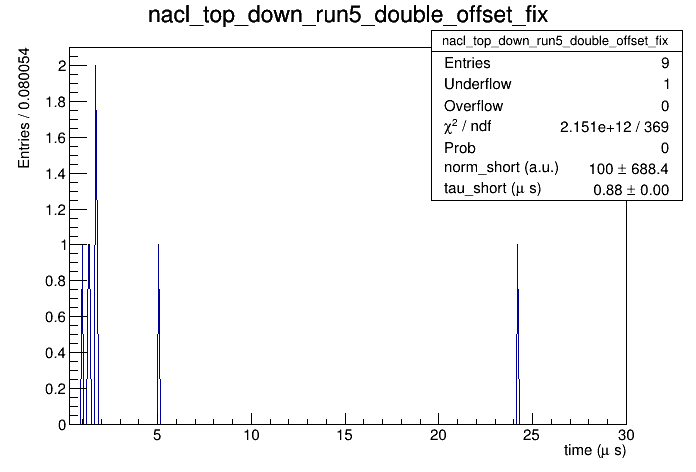 nacl_top_down_run5_double_offset_fix
nacl_top_down_run5_double_offset_fix
Entries 9
Underflow 1
Overflow 0
χ² / ndf 2.151e+12 / 369
Prob 0
norm_short (a.u.) 100 ± 688.4
tau_short (μ s) 0.88 ± 0.00
Entries / 0.080054
2
1.8
1.6
1.4
1.2
1
0.8
0.6
0.4
0.2
0
5 10 15 20 25 30
time (μ s)